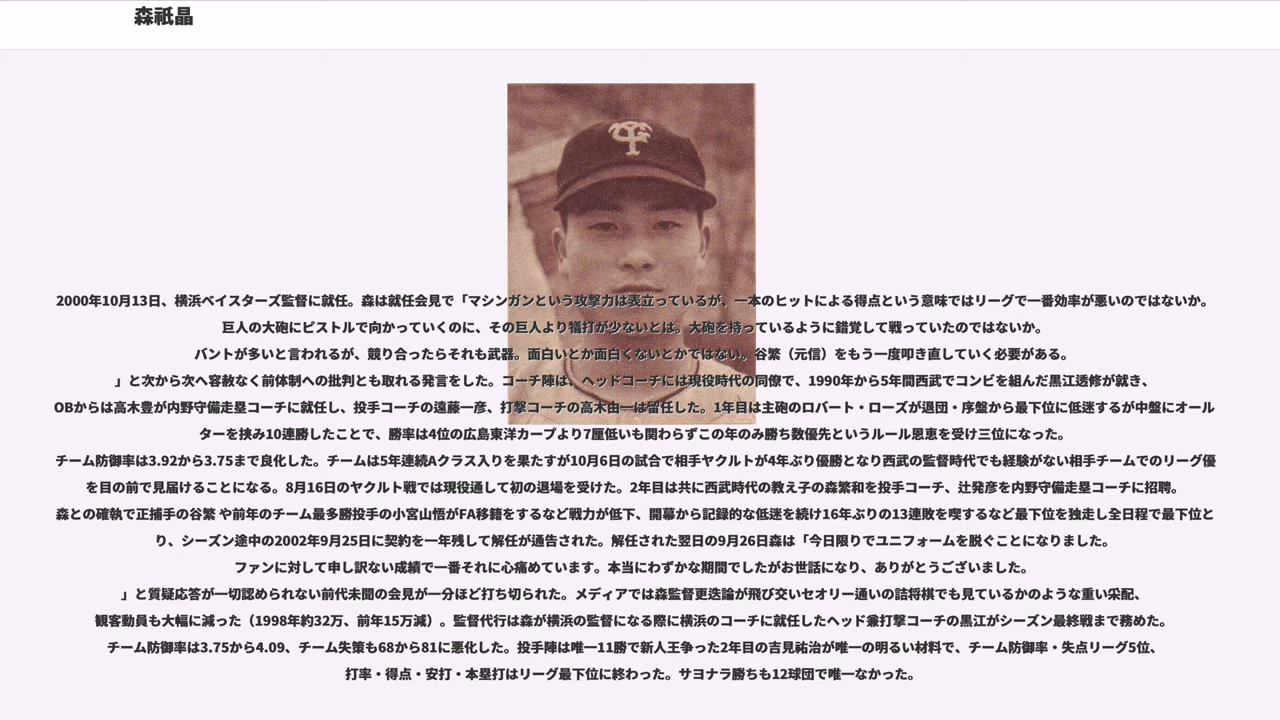 森祇晶
2000年10月13日、横浜ベイスターズ監督に就任。森は就任会見で「マシンガンという攻撃力は表立っているが、一本のヒットによる得点という意味ではリーグで一番効率が悪いのではないか。
巨人の大砲にピストルで向かっていくのに、その巨人より犠打が少ないとは。大砲を持っているように錯覚して戦っていたのではないか。
バントが多いと言われるが、競り合ったらそれも武器。面白いとか面白くないとかではない。谷繁（元信）をもう一度叩き直していく必要がある。
」と次から次へ容赦なく前体制への批判とも取れる発言をした。コーチ陣は、ヘッドコーチには現役時代の同僚で、1990年から5年間西武でコンビを組んだ黒江透修が就き、
OBからは高木豊が内野守備走塁コーチに就任し、投手コーチの遠藤一彦、打撃コーチの高木由一は留任した。1年目は主砲のロバート・ローズが退団・序盤から最下位に低迷するが中盤にオール
ターを挟み10連勝したことで、勝率は4位の広島東洋カープより7厘低いも関わらずこの年のみ勝ち数優先というルール恩恵を受け三位になった。
チーム防御率は3.92から3.75まで良化した。チームは5年連続Aクラス入りを果たすが10月6日の試合で相手ヤクルトが4年ぶり優勝となり西武の監督時代でも経験がない相手チームでのリーグ優
を目の前で見届けることになる。8月16日のヤクルト戦では現役通して初の退場を受けた。2年目は共に西武時代の教え子の森繁和を投手コーチ、辻発彦を内野守備走塁コーチに招聘。
森との確執で正捕手の谷繁 や前年のチーム最多勝投手の小宮山悟がFA移籍をするなど戦力が低下、開幕から記録的な低迷を続け16年ぶりの13連敗を喫するなど最下位を独走し全日程で最下位と
り、シーズン途中の2002年9月25日に契約を一年残して解任が通告された。解任された翌日の9月26日森は「今日限りでユニフォームを脱ぐことになりました。
ファンに対して申し訳ない成績で一番それに心痛めています。本当にわずかな期間でしたがお世話になり、ありがとうございました。
」と質疑応答が一切認められない前代未聞の会見が一分ほど打ち切られた。メディアでは森監督更迭論が飛び交いセオリー通いの詰将棋でも見ているかのような重い采配、
観客動員も大幅に減った（1998年約32万、前年15万減）。監督代行は森が横浜の監督になる際に横浜のコーチに就任したヘッド兼打撃コーチの黒江がシーズン最終戦まで務めた。
チーム防御率は3.75から4.09、チーム失策も68から81に悪化した。投手陣は唯一11勝で新人王争った2年目の吉見祐治が唯一の明るい材料で、チーム防御率・失点リーグ5位、
打率・得点・安打・本塁打はリーグ最下位に終わった。サヨナラ勝ちも12球団で唯一なかった。